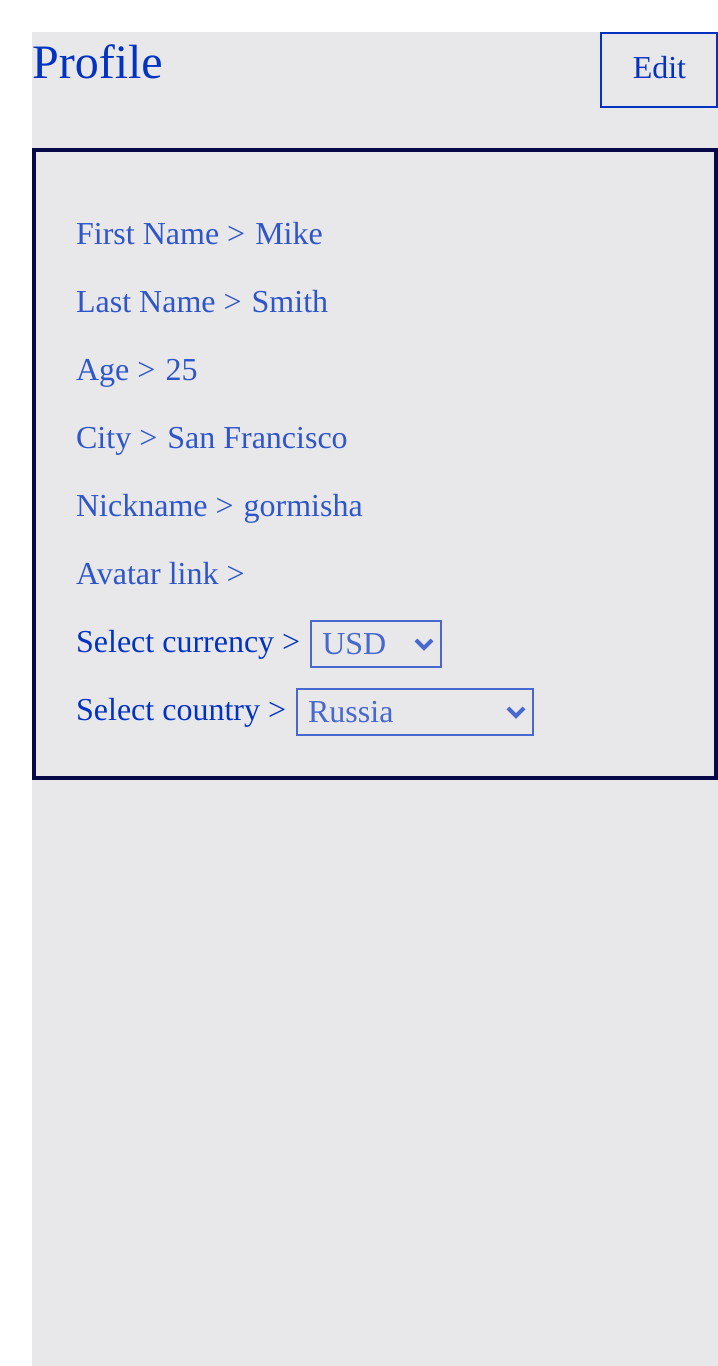 Profile
Edit
First Name > Mike
Last Name > Smith
Age > 25
City > San Francisco
Nickname > gormisha
Avatar link >
Select currency > USD
Select country > Russia